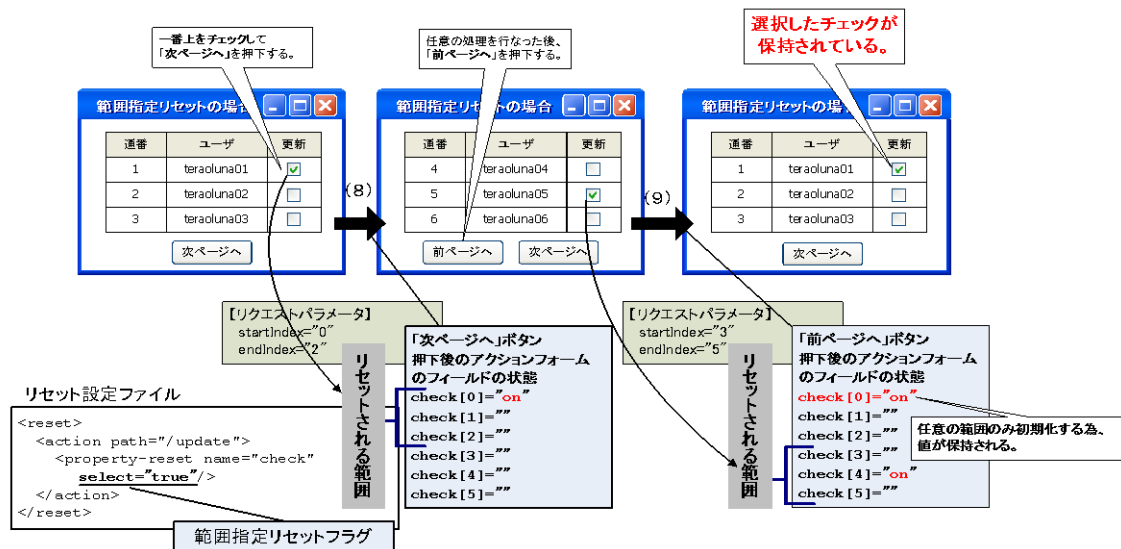 一番上をチェックして
「次ページへ」を押下する。
任意の処理を行なった後、
「前ページへ」を押下する。
選択したチェックが
保持されている。
範囲指定リセットの場合
通番 ユーザ 更新
1 teraoluna01
2 teraoluna02
3 teraoluna03
次ページへ
(8)
範囲指定リセットの場合
通番 ユーザ 更新
4 teraoluna04
5 teraoluna05
6 teraoluna06
前ページへ 次ページへ
(9)
範囲指定リセットの場合
通番 ユーザ 更新
1 teraoluna01
2 teraoluna02
3 teraoluna03
次ページへ
【リクエストパラメータ】
startIndex="0"
endIndex="2"
リセットされる範囲
「次ページへ」ボタン
押下後のアクションフォーム
のフィールドの状態
check[0]="on"
check[1]=""
check[2]=""
check[3]=""
check[4]=""
check[5]=""
【リクエストパラメータ】
startIndex="3"
endIndex="5"
リセットされる範囲
「前ページへ」ボタン
押下後のアクションフォーム
のフィールドの状態
check[0]="on"
check[1]=""
check[2]=""
check[3]=""
check[4]="on"
check[5]=""
任意の範囲のみ初期化する為、
値が保持される。
リセット設定ファイル
<reset>
<action path="/update">
<property-reset name="check"
select="true"/>
</action>
</reset>
範囲指定リセットフラグ